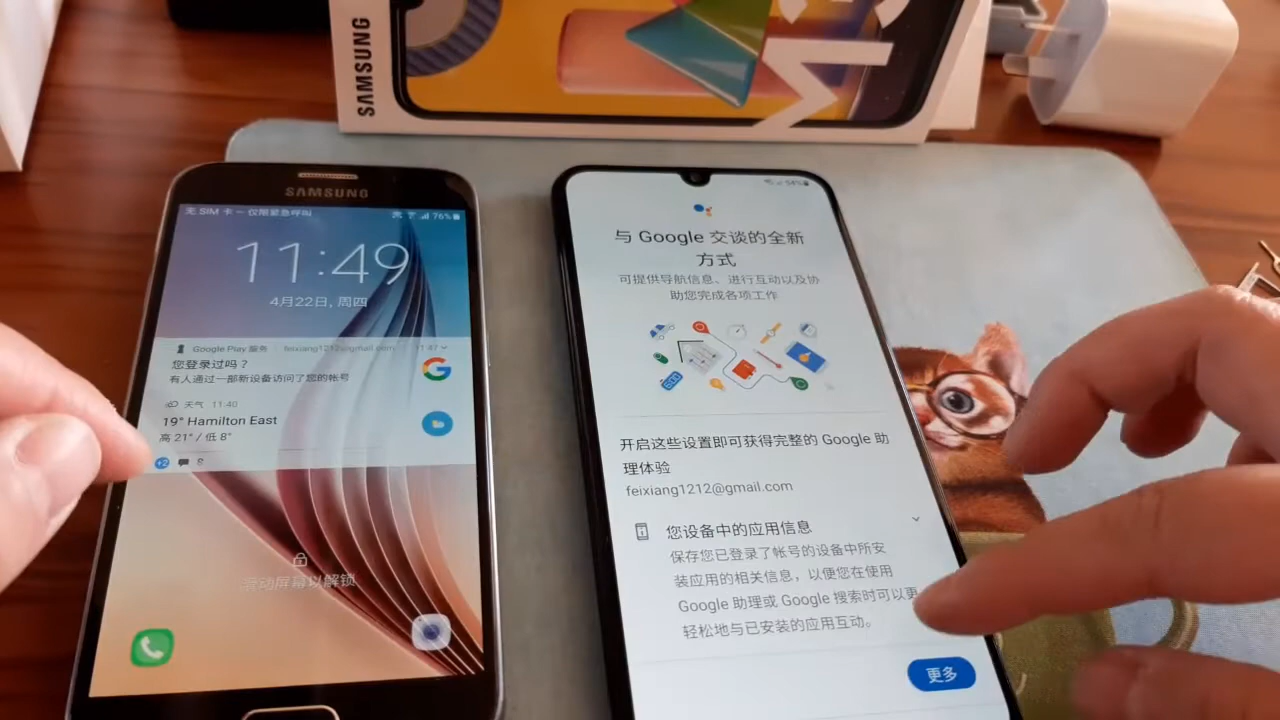 SAMSUNG
M
SAMSUNG
无 SIM 卡 — 仅限紧急呼叫
76%
11:49
4月22日, 周四
Google Play 服务
feixiang1212@gmail.com
11:47
您登录过吗？
有人通过一部新设备访问了您的帐号
天气 11:40
19° Hamilton East
高 21° / 低 8°
+2
滑动屏幕以解锁
54%
与 Google 交谈的全新
方式
可提供导航信息、进行互动以及协
助您完成各项工作
开启这些设置即可获得完整的 Google 助
理体验
feixiang1212@gmail.com
您设备中的应用信息
保存您已登录了帐号的设备中所安
装应用的相关信息，以便您在使用
Google 助理或 Google 搜索时可以更
轻松地与已安装的应用互动。
更多